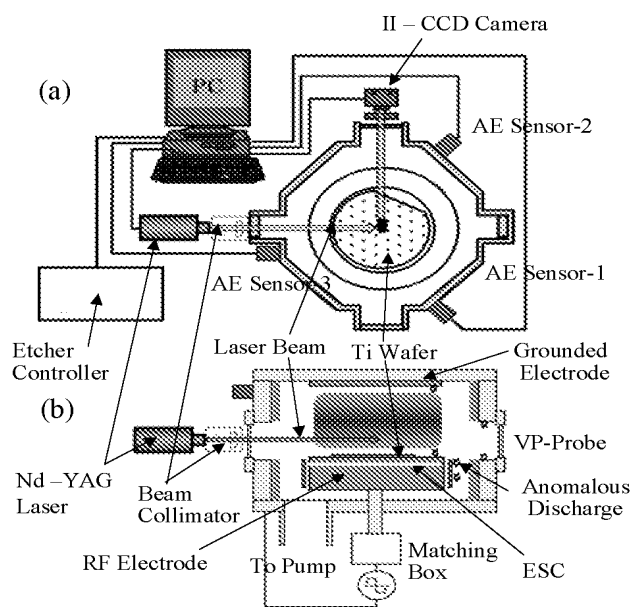 II – CCD Camera
(a)
PC
AE Sensor-2
AE Sensor-1
AE Sensor-3
Etcher
Controller
Laser Beam
Ti Wafer
Grounded
Electrode
(b)
VP-Probe
Nd –YAG
Laser
Beam
Collimator
Anomalous
Discharge
RF Electrode
To Pump
Matching
Box
ESC